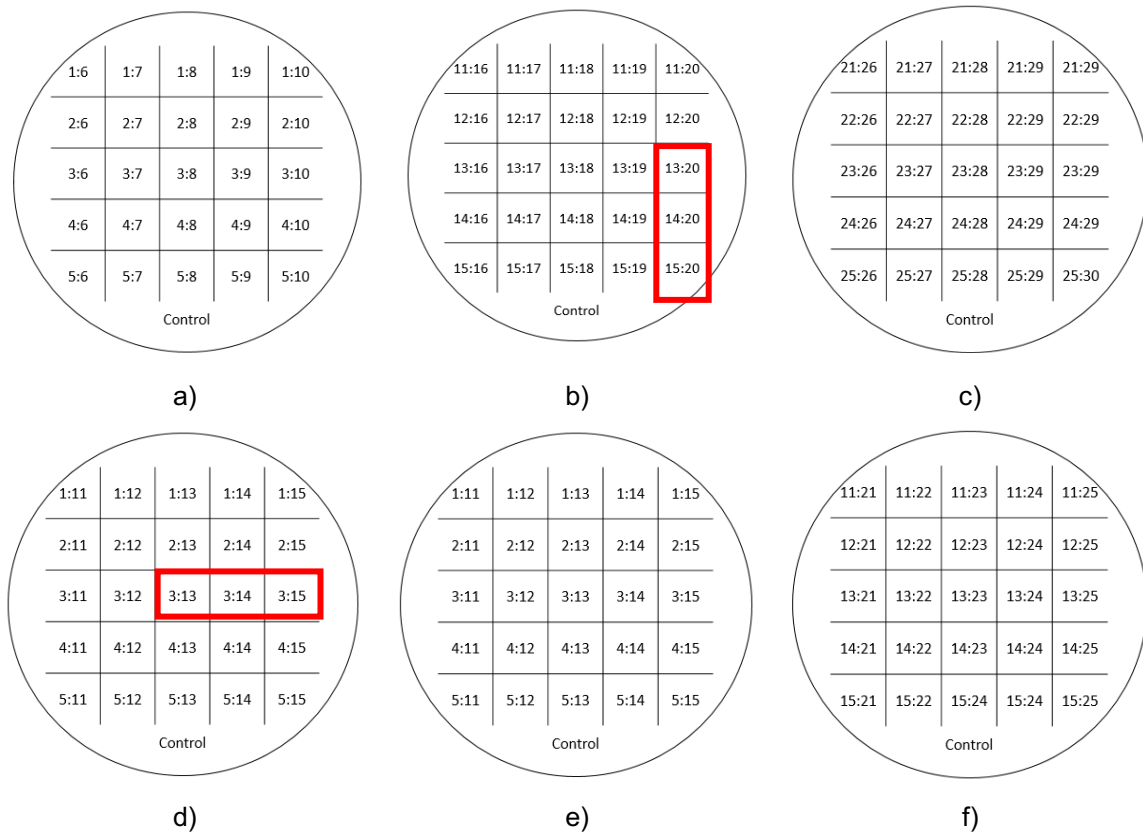 1:6 1:7 1:8 1:9 1:10
2:6 2:7 2:8 2:9 2:10
3:6 3:7 3:8 3:9 3:10
4:6 4:7 4:8 4:9 4:10
5:6 5:7 5:8 5:9 5:10
Control
a)
11:16 11:17 11:18 11:19 11:20
12:16 12:17 12:18 12:19 12:20
13:16 13:17 13:18 13:19 13:20
14:16 14:17 14:18 14:19 14:20
15:16 15:17 15:18 15:19 15:20
Control
b)
21:26 21:27 21:28 21:29 21:29
22:26 22:27 22:28 22:29 22:29
23:26 23:27 23:28 23:29 23:29
24:26 24:27 24:28 24:29 24:29
25:26 25:27 25:28 25:29 25:30
Control
c)
1:11 1:12 1:13 1:14 1:15
2:11 2:12 2:13 2:14 2:15
3:11 3:12 3:13 3:14 3:15
4:11 4:12 4:13 4:14 4:15
5:11 5:12 5:13 5:14 5:15
Control
d)
1:11 1:12 1:13 1:14 1:15
2:11 2:12 2:13 2:14 2:15
3:11 3:12 3:13 3:14 3:15
4:11 4:12 4:13 4:14 4:15
5:11 5:12 5:13 5:14 5:15
Control
e)
11:21 11:22 11:23 11:24 11:25
12:21 12:22 12:23 12:24 12:25
13:21 13:22 13:23 13:24 13:25
14:21 14:22 14:23 14:24 14:25
15:21 15:22 15:24 15:24 15:25
Control
f)